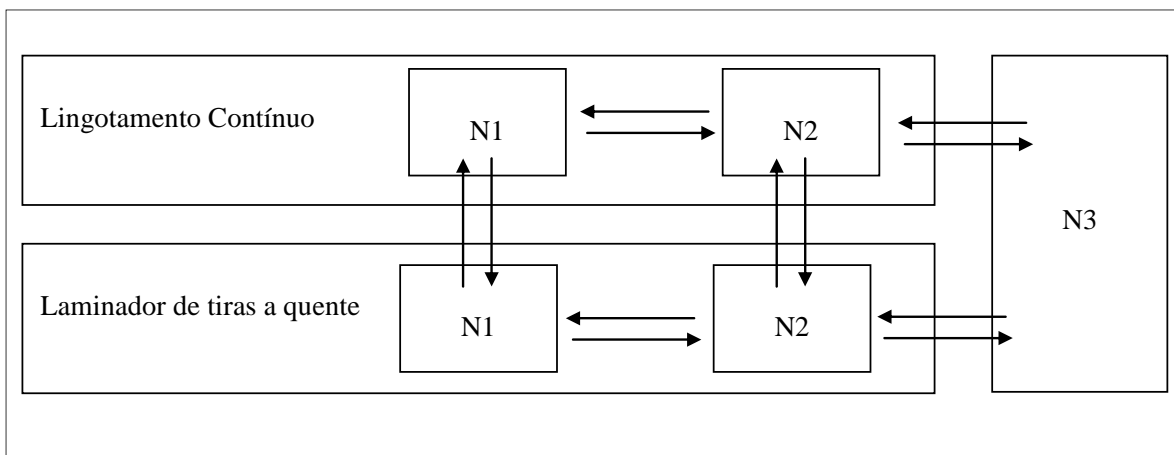 Lingotamento Contínuo
N1
N2
N3
Laminador de tiras a quente
N1
N2